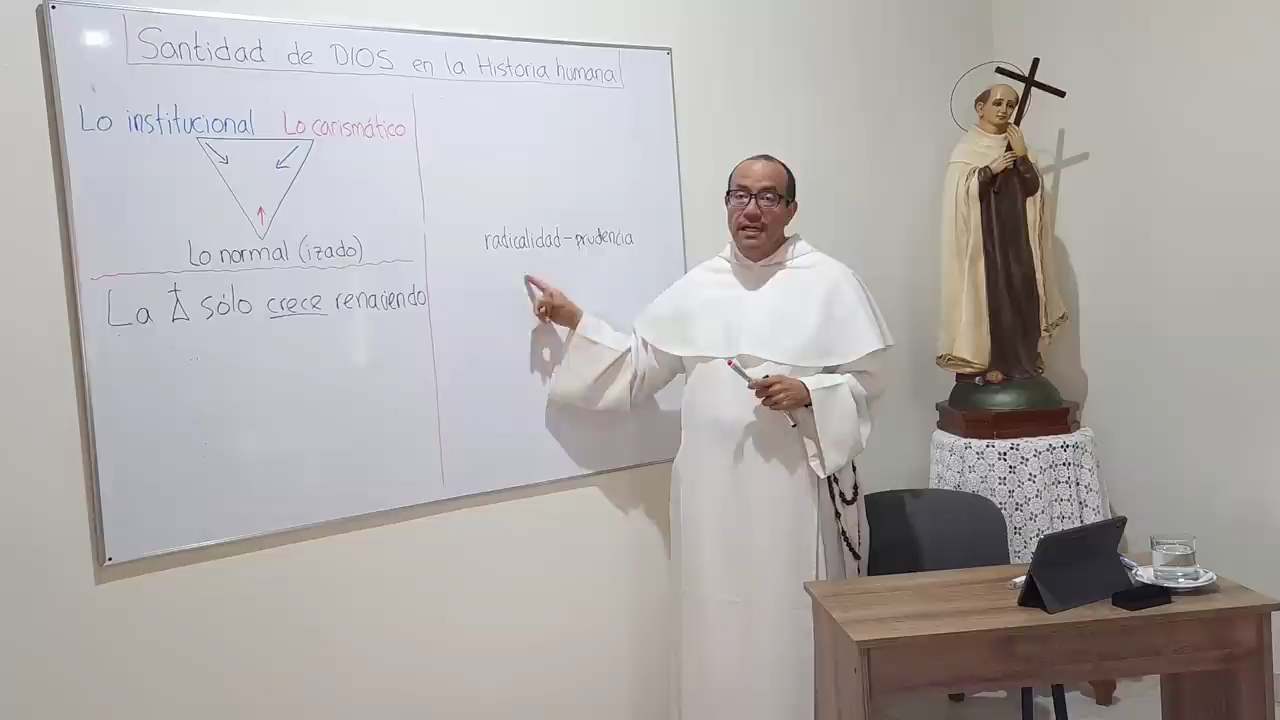 Santidad de DIOS en la Historia humana
Lo institucional Lo carismático
Lo normal (izado)
La sólo crece renaciendo
radicalidad-prudencia